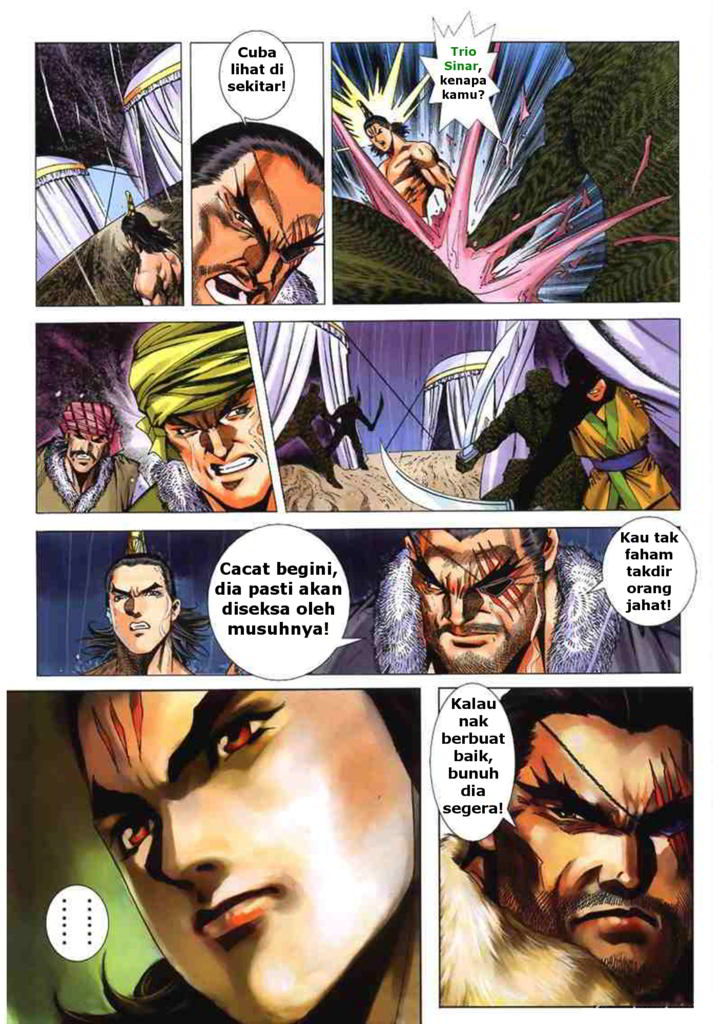 Cuba
lihat di
sekitar!
Trio
Sinar,
kenapa
kamu?
Cacat begini,
dia pasti akan
diseksa oleh
musuhnya!
Kau tak
faham
takdir
orang
jahat!
Kalau
nak
berbuat
baik,
bunuh
dia
segera!